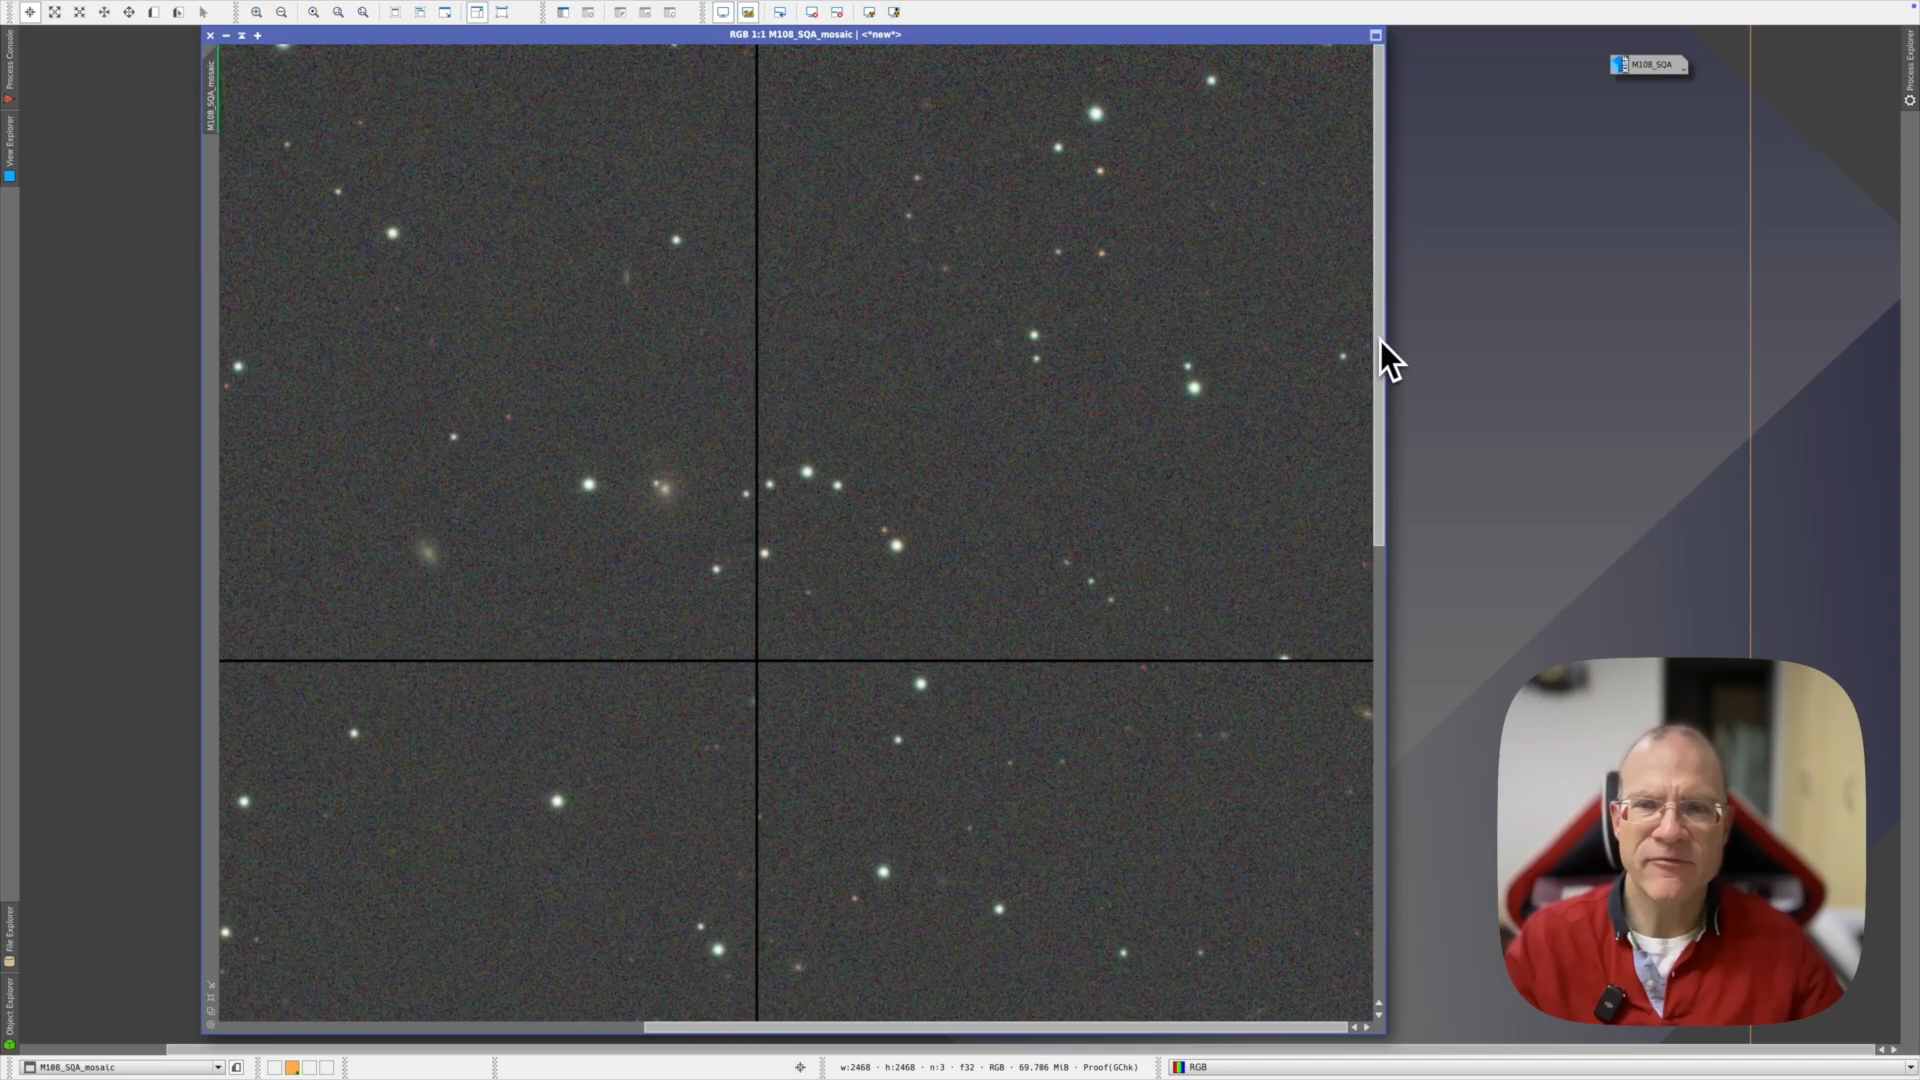 RGB 1:1 M108_SQA_mosaic | <*new*>
Process Console
View Explorer
File Explorer
Object Explorer
M108_SQA_mosaic
XISF
M108_SQA
Process Explorer
M108_SQA_mosaic
w:2468 · h:2468 · n:3 · f32 · RGB · 69.706 MiB · Proof(GChk)
RGB